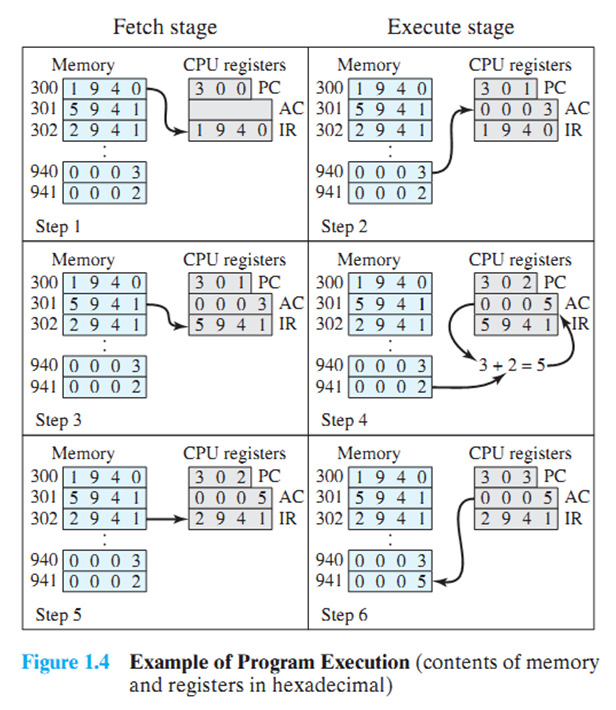 Fetch stage Execute stage
Memory CPU registers Memory CPU registers
300 1 9 4 0 3 0 0 PC 300 1 9 4 0 3 0 1 PC
301 5 9 4 1 AC 301 5 9 4 1 0 0 0 3 AC
302 2 9 4 1 1 9 4 0 IR 302 2 9 4 1 1 9 4 0 IR
940 0 0 0 3 940 0 0 0 3
941 0 0 0 2 941 0 0 0 2
Step 1 Step 2
Memory CPU registers Memory CPU registers
300 1 9 4 0 3 0 1 PC 300 1 9 4 0 3 0 2 PC
301 5 9 4 1 0 0 0 3 AC 301 5 9 4 1 0 0 0 5 AC
302 2 9 4 1 5 9 4 1 IR 302 2 9 4 1 5 9 4 1 IR
940 0 0 0 3 940 0 0 0 3 3 + 2 = 5
941 0 0 0 2 941 0 0 0 2
Step 3 Step 4
Memory CPU registers Memory CPU registers
300 1 9 4 0 3 0 2 PC 300 1 9 4 0 3 0 3 PC
301 5 9 4 1 0 0 0 5 AC 301 5 9 4 1 0 0 0 5 AC
302 2 9 4 1 2 9 4 1 IR 302 2 9 4 1 2 9 4 1 IR
940 0 0 0 3 940 0 0 0 3
941 0 0 0 2 941 0 0 0 5
Step 5 Step 6
Figure 1.4 Example of Program Execution (contents of memory
and registers in hexadecimal)